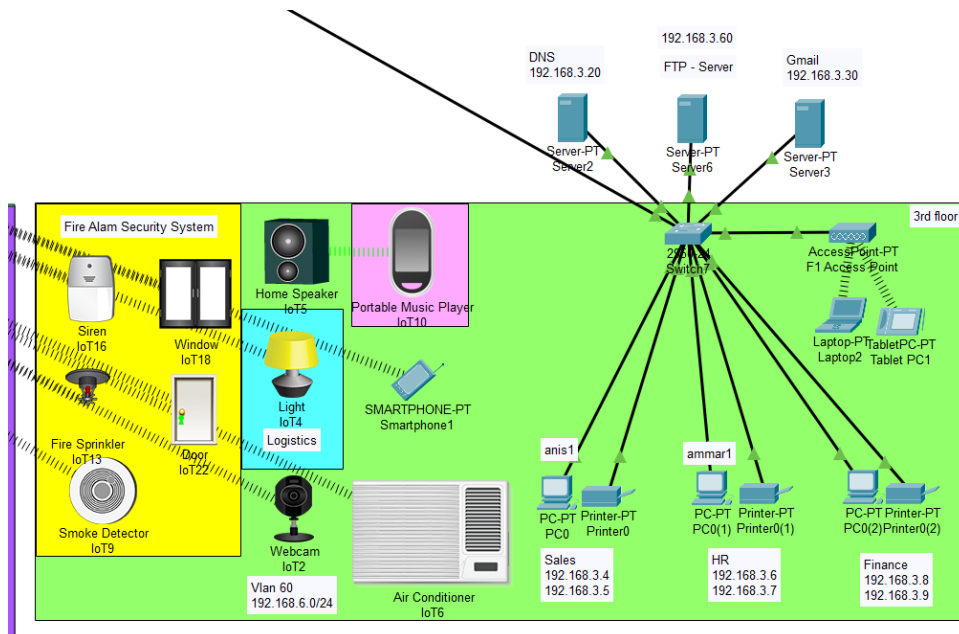 192.168.3.60
DNS
192.168.3.20
FTP - Server
Gmail
192.168.3.30
Server-PT
Server2
Server-PT
Server6
Server-PT
Server3
3rd floor
Fire Alam Security System
Siren
IoT16
Window
IoT18
Home Speaker
IoT5
Portable Music Player
IoT10
Switch7
AccessPoint-PT
F1 Access Point
Laptop-PT
Laptop2
TabletPC-PT
Tablet PC1
Light
IoT4
Logistics
SMARTPHONE-PT
Smartphone1
Fire Sprinkler
IoT13
Door
IoT22
Smoke Detector
IoT9
Webcam
IoT2
Vlan 60
192.168.6.0/24
Air Conditioner
IoT6
anis1
PC-PT
PC0
Printer-PT
Printer0
Sales
192.168.3.4
192.168.3.5
ammar1
PC-PT
PC0(1)
Printer-PT
Printer0(1)
HR
192.168.3.6
192.168.3.7
PC-PT
PC0(2)
Printer-PT
Printer0(2)
Finance
192.168.3.8
192.168.3.9